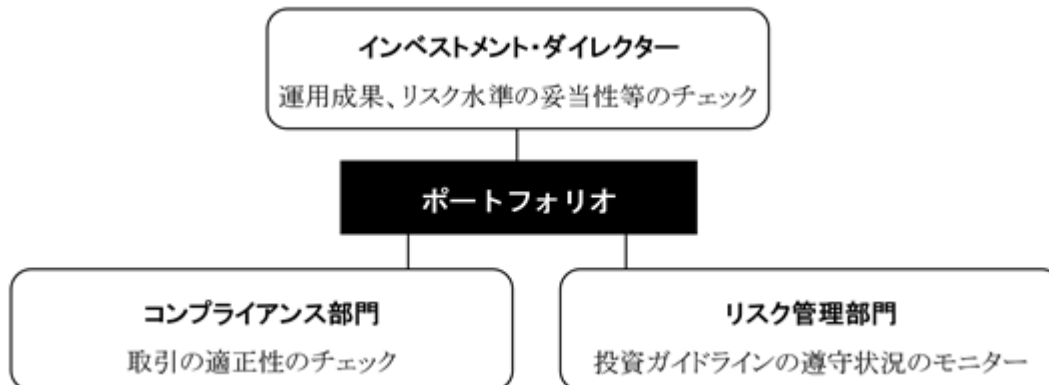 インベストメント・ダイレクター
運用成果、リスク水準の妥当性等のチェック
ポートフォリオ
コンプライアンス部門
取引の適正性のチェック
リスク管理部門
投資ガイドラインの遵守状況のモニター